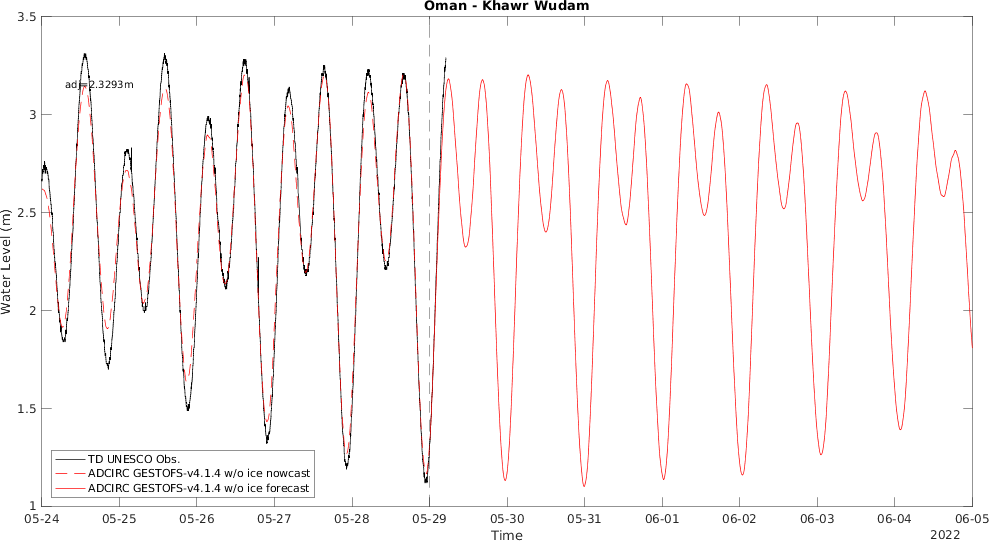 Oman - Khawr Wudam
3.5
3
2.5
2
1.5
1
Water Level (m)
adj=2.3293m
TD UNESCO Obs.
ADCIRC GESTOFS-v4.1.4 w/o ice nowcast
ADCIRC GESTOFS-v4.1.4 w/o ice forecast
05-24 05-25 05-26 05-27 05-28 05-29 05-30 05-31 06-01 06-02 06-03 06-04 06-05
Time
2022